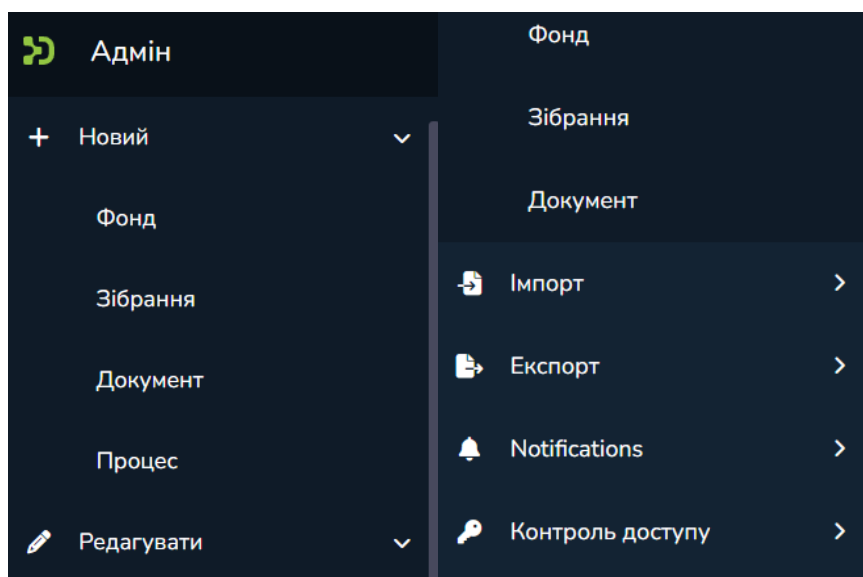 Адмін
Новий
Фонд
Зібрання
Документ
Процес
Редагувати
Фонд
Зібрання
Документ
Імпорт
Експорт
Notifications
Контроль доступу